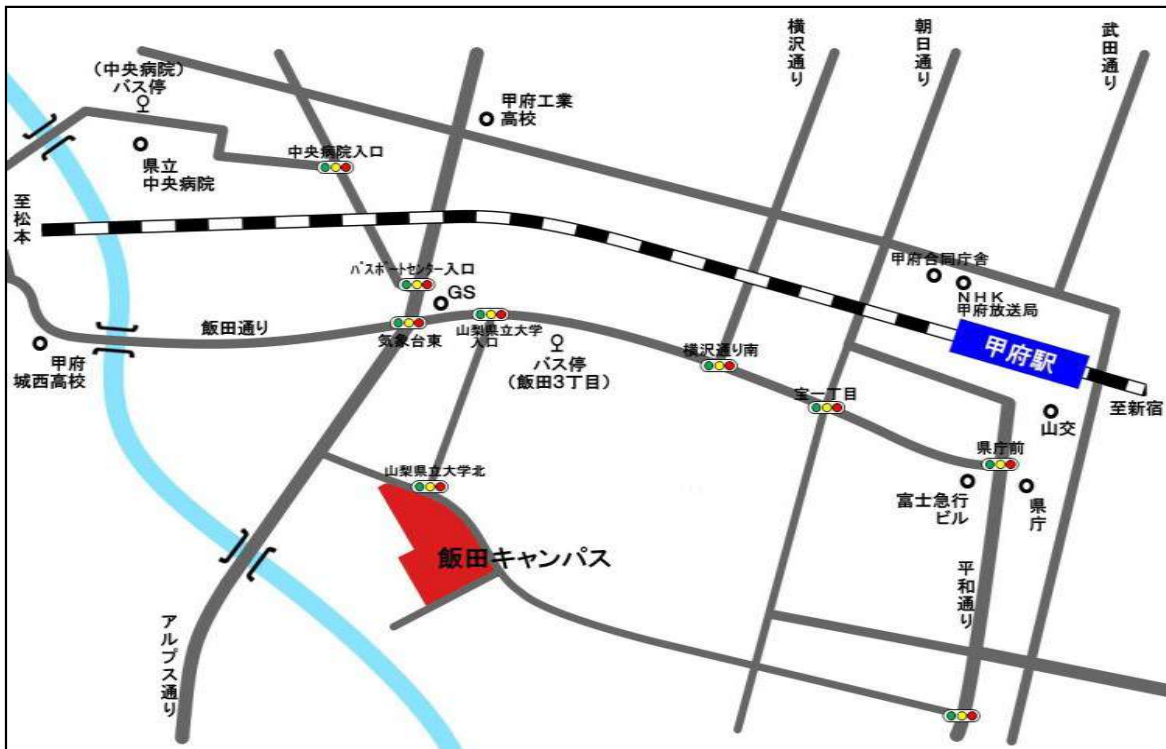 横沢通り
朝日通り
武田通り
(中央病院)
バス停
甲府工業
高校
中央病院入口
県立
中央病院
至松本
甲府合同庁舎
NHK
甲府放送局
パスポートセンター入口
GS
飯田通り
気象台東
山梨県立大学
入口
バス停
(飯田3丁目)
横沢通り南
甲府駅
至新宿
甲府
城西高校
宝一丁目
山交
県庁前
山梨県立大学北
富士急行
ビル
県庁
飯田キャンパス
平和通り
アルプス通り